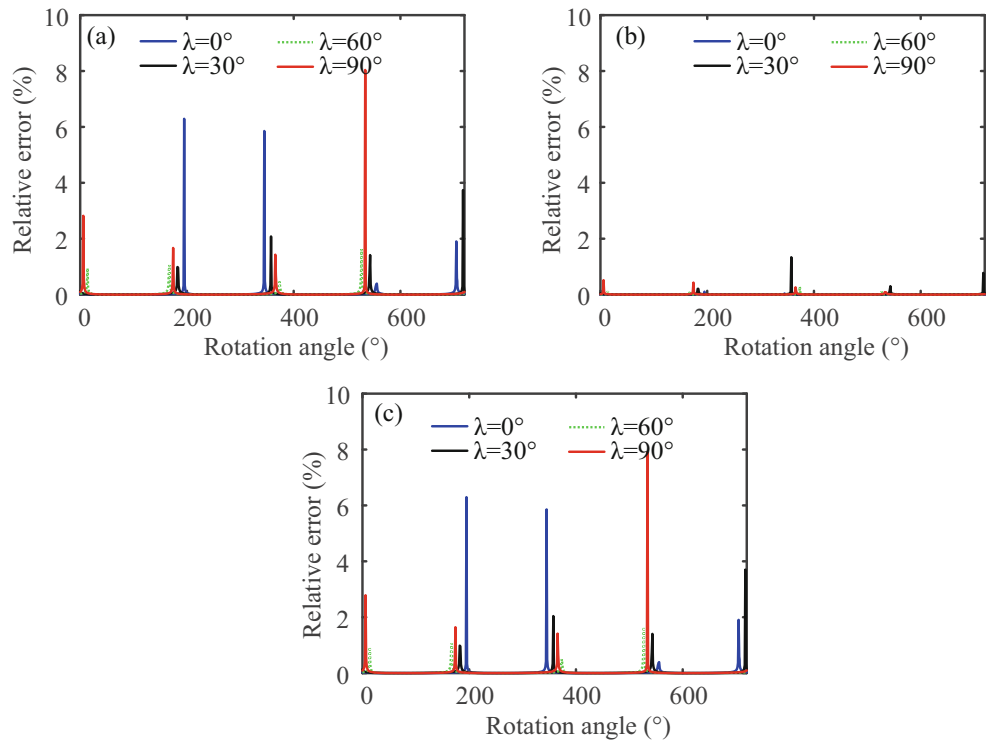 (a)
λ=0°
λ=60°
λ=30°
λ=90°
10
8
6
4
2
0
Relative error (%)
0
200
400
600
Rotation angle (°)
(b)
λ=0°
λ=60°
λ=30°
λ=90°
10
8
6
4
2
0
Relative error (%)
0
200
400
600
Rotation angle (°)
(c)
λ=0°
λ=60°
λ=30°
λ=90°
10
8
6
4
2
0
Relative error (%)
0
200
400
600
Rotation angle (°)